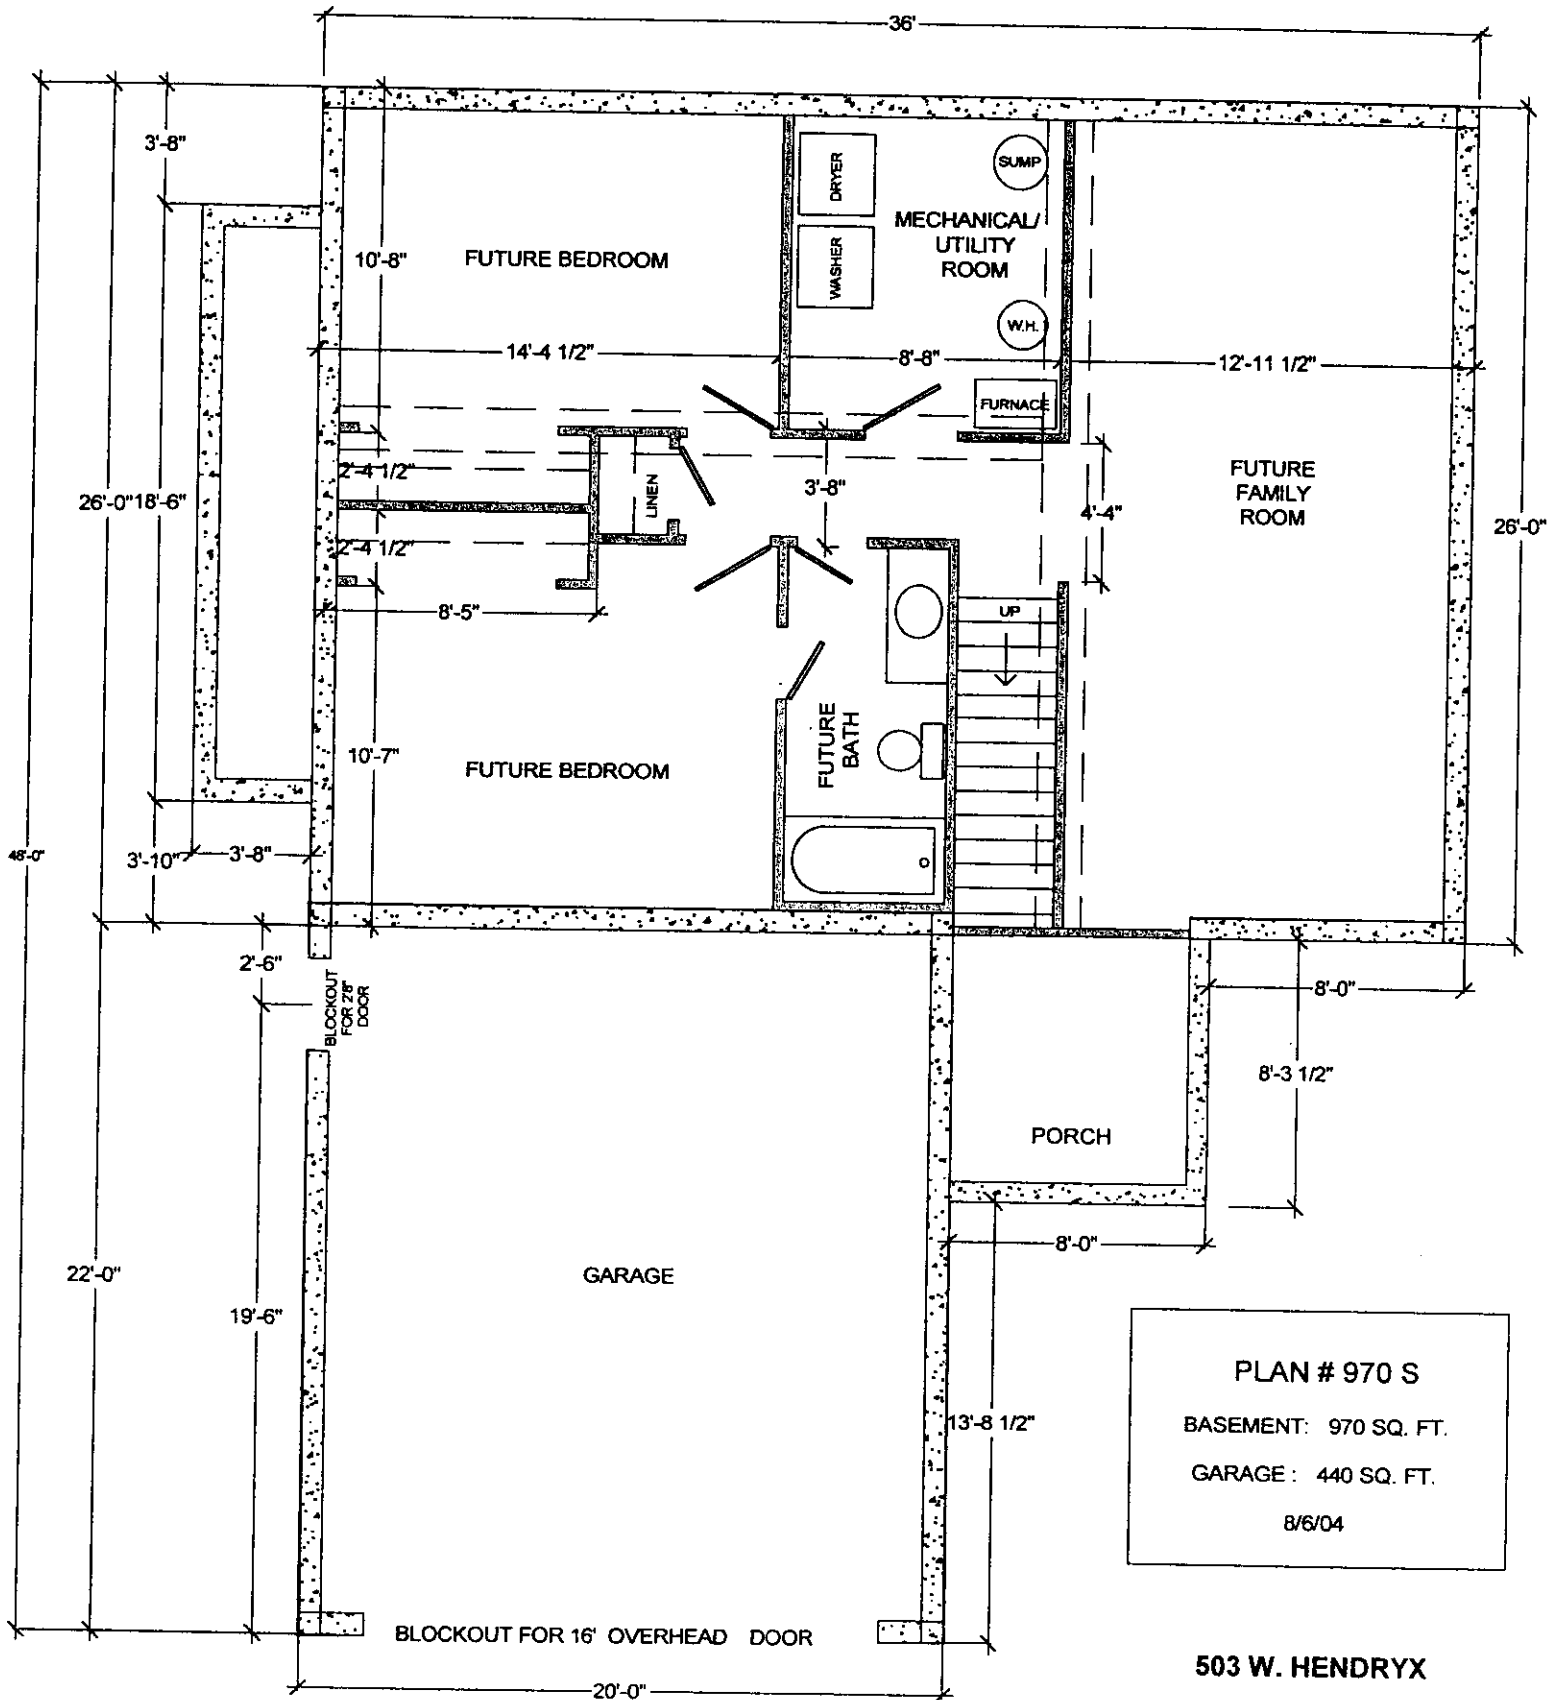 36'
3'-8"
DRYER
SUMP
MECHANICAL/
UTILITY
ROOM
WASHER
10'-8"
FUTURE BEDROOM
W.H.
14'-4 1/2"
8'-8"
12'-11 1/2"
FURNACE
2'-4 1/2"
LINEN
3'-8"
FUTURE
FAMILY
ROOM
26'-0"
18'-6"
4'-4"
26'-0"
2'-4 1/2"
8'-5"
UP
10'-7"
FUTURE BEDROOM
FUTURE
BATH
48'-0"
3'-10"
3'-8"
2'-6"
BLOCKOUT
FOR 2'8"
DOOR
8'-0"
8'-3 1/2"
PORCH
8'-0"
22'-0"
GARAGE
19'-6"
13'-8 1/2"
PLAN # 970 S
BASEMENT: 970 SQ. FT.
GARAGE : 440 SQ. FT.
8/6/04
BLOCKOUT FOR 16' OVERHEAD DOOR
20'-0"
503 W. HENDRYX